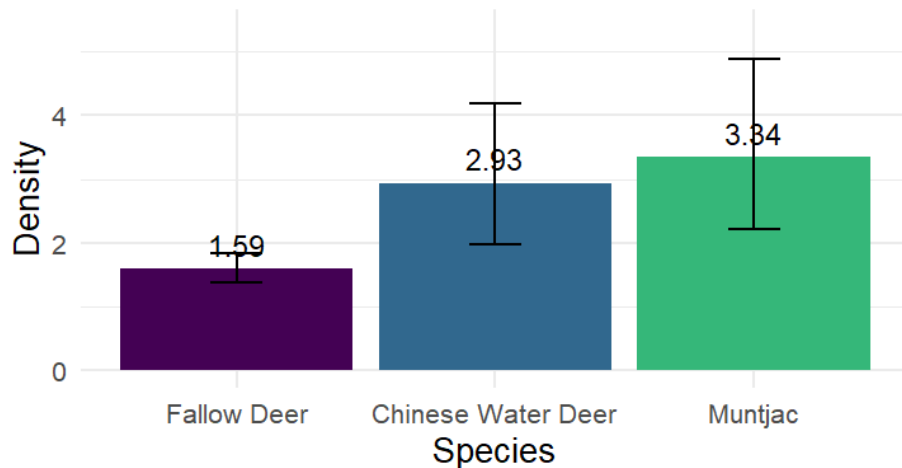 Density
4
2
0
1.59
2.93
3.34
Fallow Deer
Chinese Water Deer
Muntjac
Species